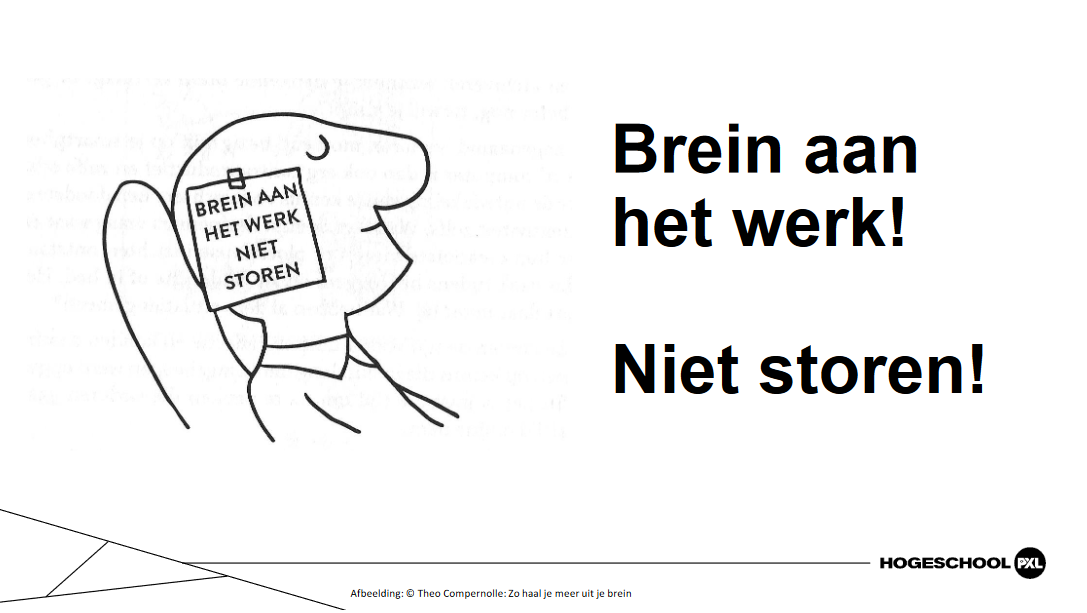 BREIN AAN
HET WERK
NIET
STOREN
Brein aan
het werk!
Niet storen!
HOGESCHOOL PXL
Afbeelding: © Theo Compernolle: Zo haal je meer uit je brein